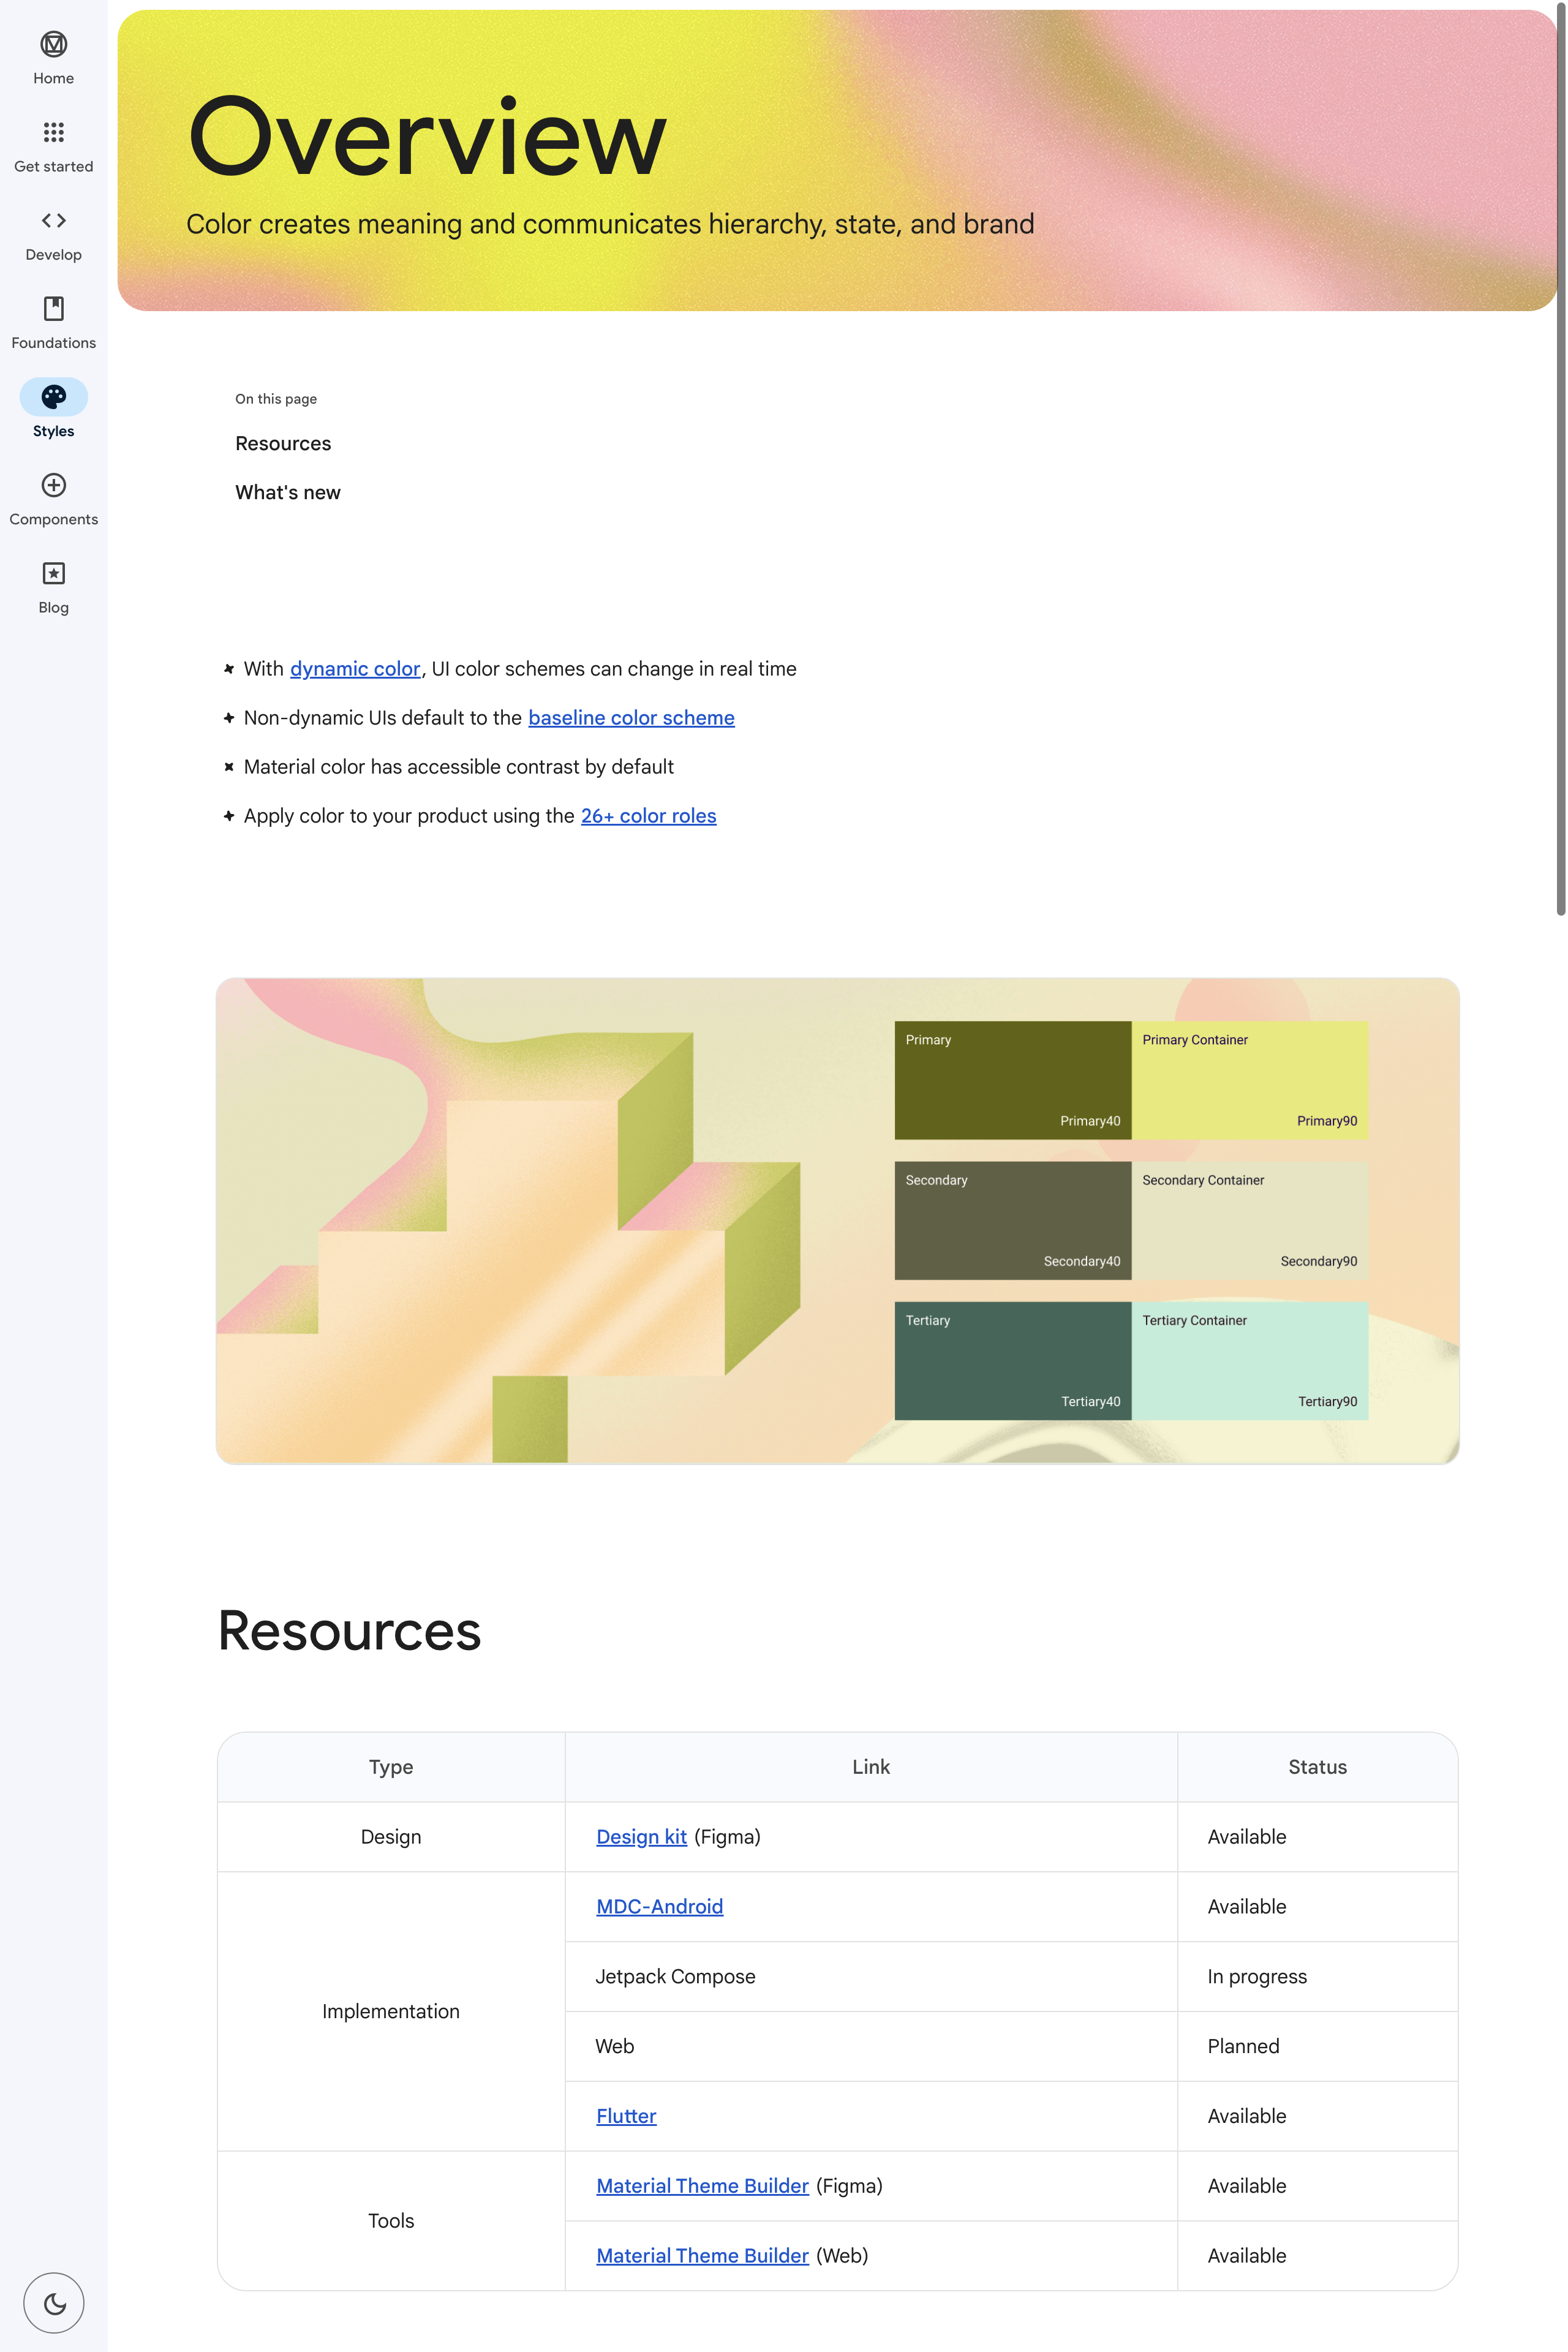 Home
Get started
Develop
Foundations
Styles
Components
Blog
Overview
Color creates meaning and communicates hierarchy, state, and brand
On this page
Resources
What's new
With dynamic color, UI color schemes can change in real time
Non-dynamic UIs default to the baseline color scheme
Material color has accessible contrast by default
Apply color to your product using the 26+ color roles
Primary
Primary Container
Primary40
Primary90
Secondary
Secondary Container
Secondary40
Secondary90
Tertiary
Tertiary Container
Tertiary40
Tertiary90
Resources
Type Link Status
Design Design kit (Figma) Available
Implementation
MDC-Android Available
Jetpack Compose In progress
Web Planned
Flutter Available
Tools
Material Theme Builder (Figma) Available
Material Theme Builder (Web) Available